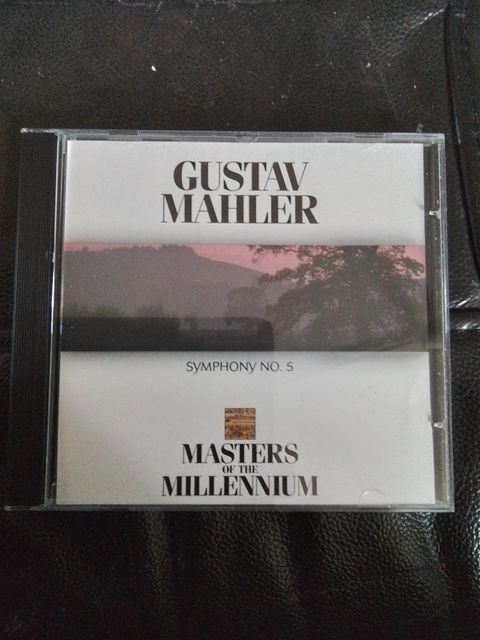 GUSTAV
MAHLER
SYMPHONY NO. 5
MASTERS
OF THE
MILLENNIUM